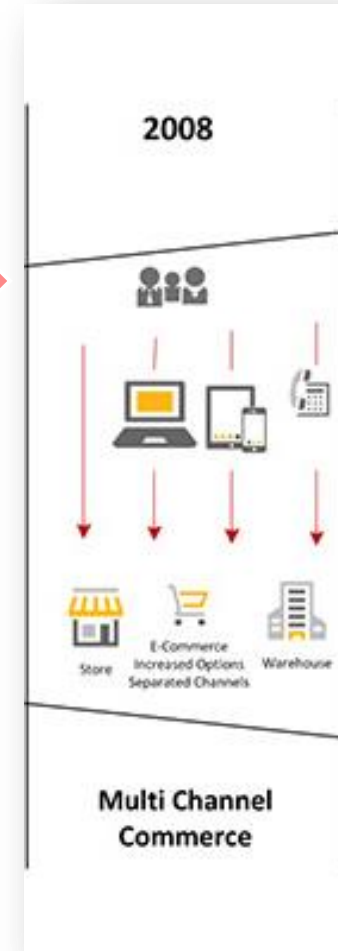 2008
Store
E-Commerce
Increased Options
Separated Channels
Warehouse
Multi Channel
Commerce